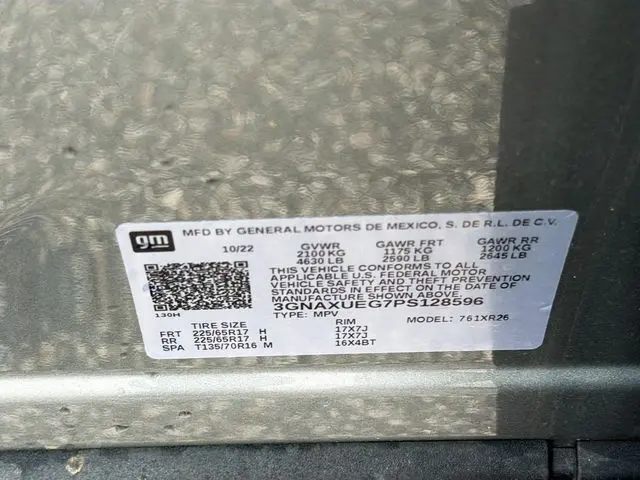 gm MFD BY GENERAL MOTORS DE MEXICO, S. DE R.L. DE C.V.
10/22 GVWR GAWR FRT GAWR RR
2100 KG 1175 KG 1200 KG
4630 LB 2590 LB 2645 LB
THIS VEHICLE CONFORMS TO ALL
APPLICABLE U.S. FEDERAL MOTOR
VEHICLE SAFETY AND THEFT PREVENTION
STANDARDS IN EFFECT ON THE DATE OF
MANUFACTURE SHOWN ABOVE.
3GNAXUEG7PS128596
130H TYPE: MPV MODEL: 761XR26
TIRE SIZE RIM
FRT 225/65R17 H 17X7J
RR 225/65R17 H 17X7J
SPA T135/70R16 M 16X4BT